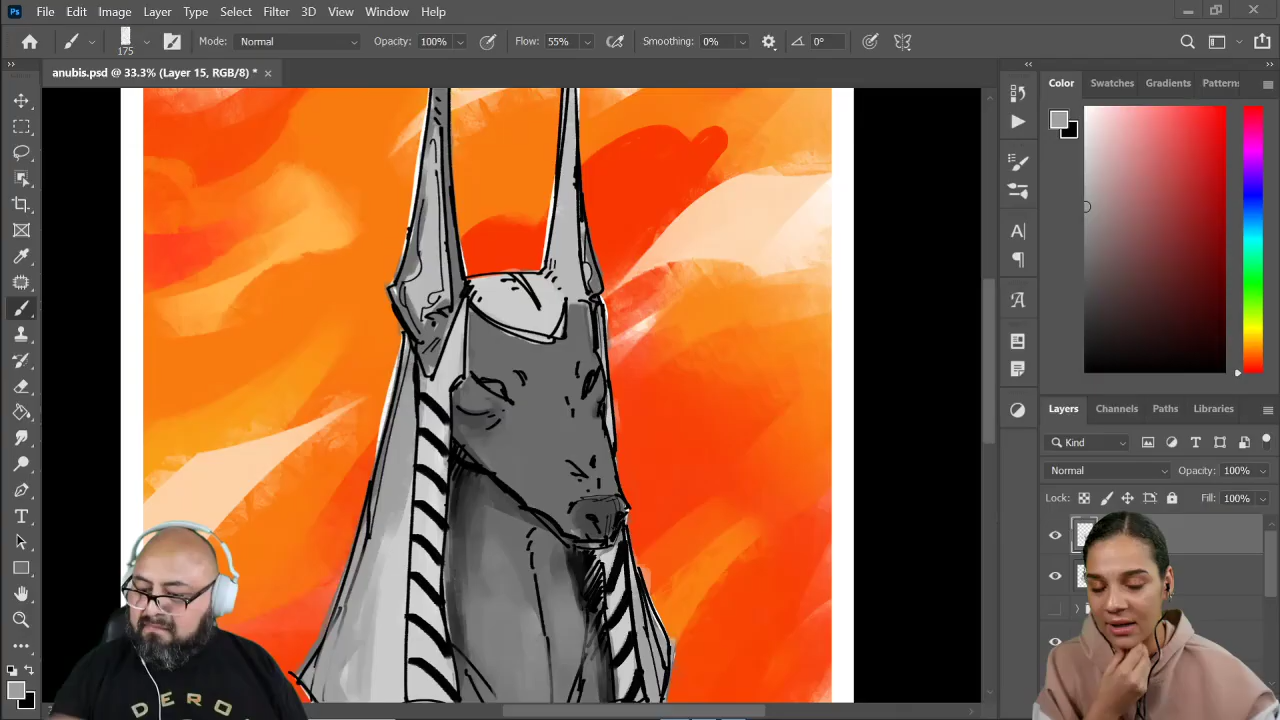 Ps File Edit Image Layer Type Select Filter 3D View Window Help
175 Mode: Normal Opacity: 100% Flow: 55% Smoothing: 0% 0°
anubis.psd @ 33.3% (Layer 15, RGB/8) * ×
Color Swatches Gradients Patterns
Layers Channels Paths Libraries
Kind
Normal Opacity: 100%
Lock: Fill: 100%
DERO